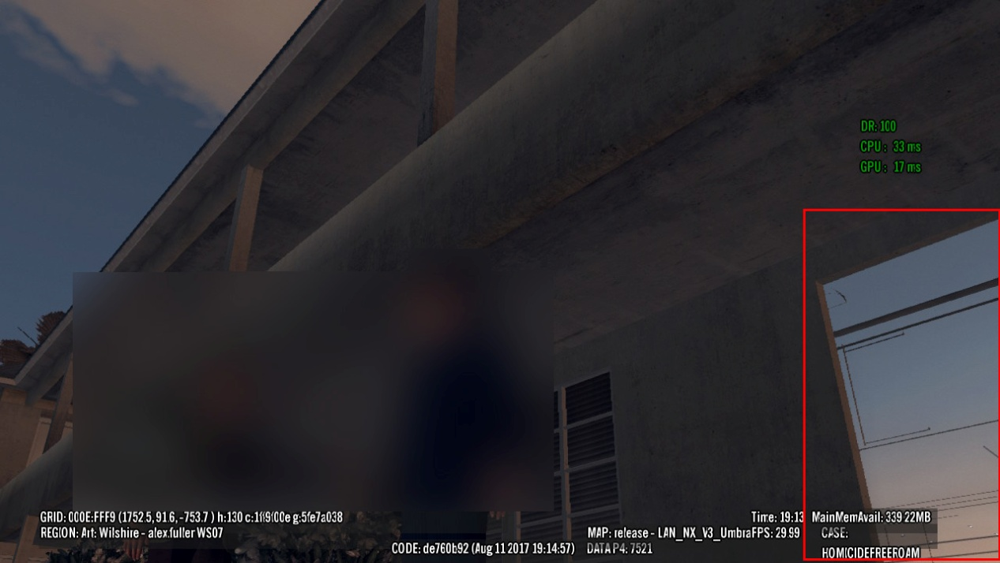 DR: 100
CPU: 33 ms
GPU: 17 ms
GRID: 000E:FFF9 (1752.5, 91.6, -753.7 ) h:130 g:5fe7a038
Time: 19:13 MainMemAvail: 339.22MB
REGION: Art: Wilshire - alex.fuller WS07
MAP: release - LAN_NX_V3_Umbra FPS: 29.99 CASE:
CODE: de760b92 (Aug 11 2017 19:14:57) DATA P4: 7521
HOMICIDEFREEROAM